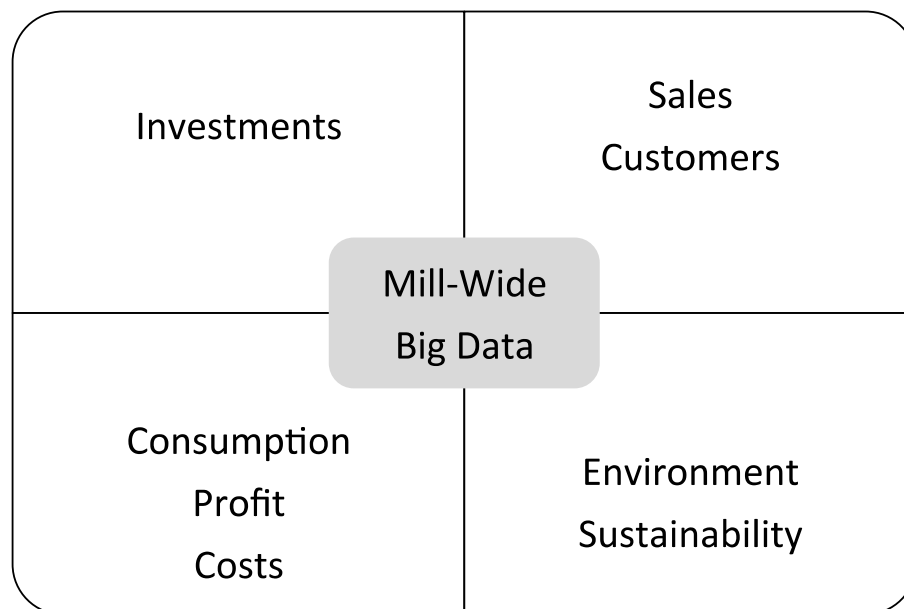 Investments
Sales
Customers
Mill-Wide
Big Data
Consumption
Profit
Costs
Environment
Sustainability